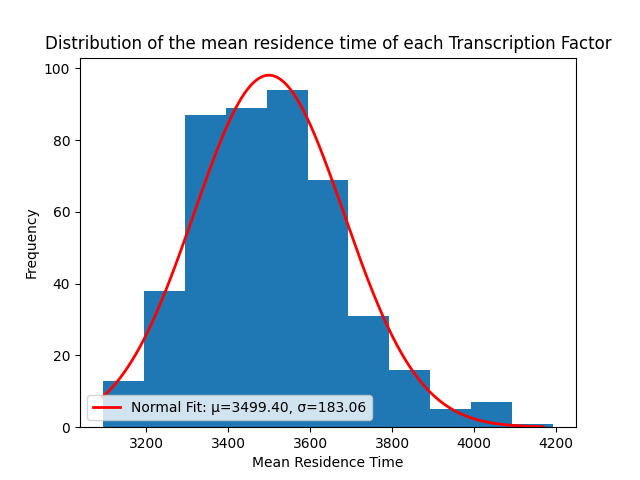 Distribution of the mean residence time of each Transcription Factor
100
80
60
40
20
0
Frequency
Normal Fit: μ=3499.40, σ=183.06
3200 3400 3600 3800 4000 4200
Mean Residence Time